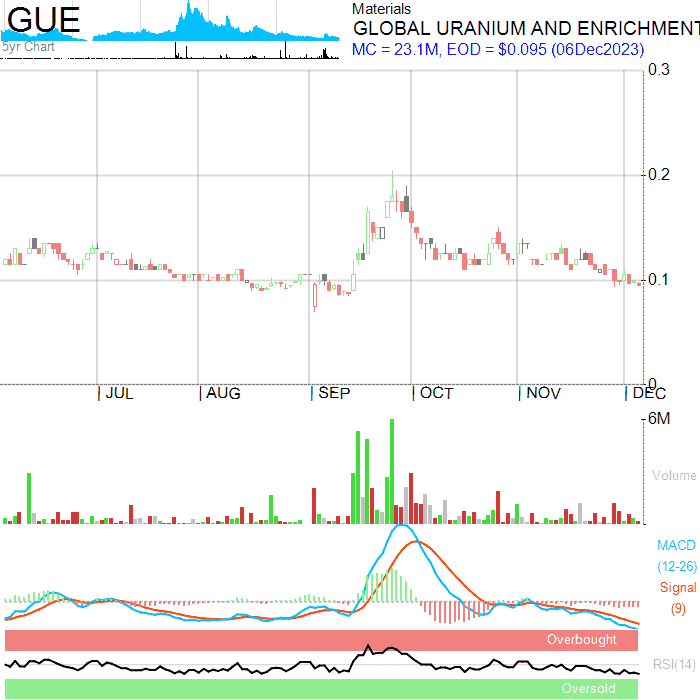 GUE
5yr Chart
Materials
GLOBAL URANIUM AND ENRICHMENT
MC = 23.1M, EOD = $0.095 (06Dec2023)
0.3
0.2
0.1
0
| JUL | AUG | SEP | OCT | NOV | DEC
6M
Volume
MACD
(12-26)
Signal
(9)
Overbought
RSI(14)
Oversold